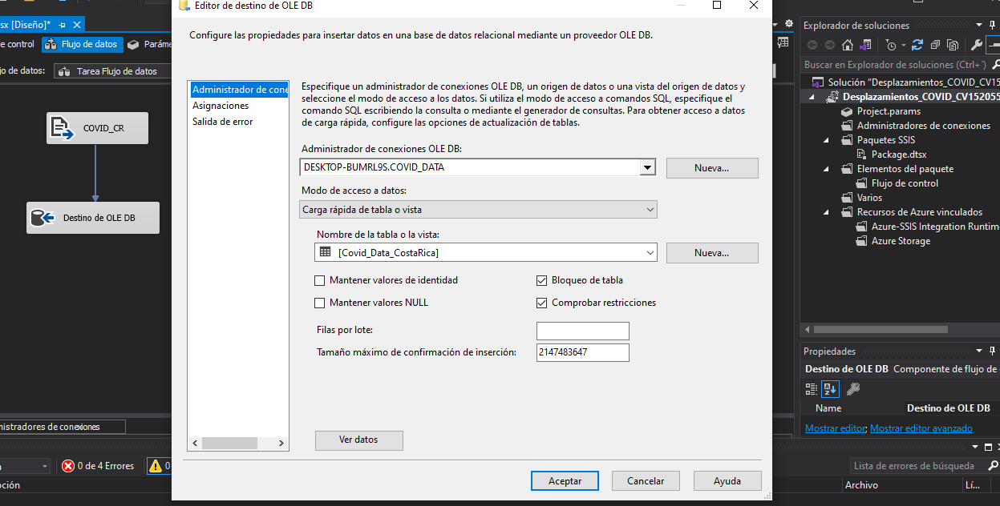 Editor de destino de OLE DB
Configure las propiedades para insertar datos en una base de datos relacional mediante un proveedor OLE DB.
Administrador de cone
Asignaciones
Salida de error
Especifique un administrador de conexiones OLE DB, un origen de datos o una vista del origen de datos y
seleccione el modo de acceso a los datos. Si utiliza el modo de acceso a comandos SQL, especifique el
comando SQL escribiendo la consulta o mediante el generador de consultas. Para obtener acceso a datos
de carga rápida, configure las opciones de actualización de tablas.
Administrador de conexiones OLE DB:
DESKTOP-BUMRL9S.COVID_DATA
Nueva...
Modo de acceso a datos:
Carga rápida de tabla o vista
Nombre de la tabla o la vista:
[Covid_Data_CostaRica]
Nueva...
Mantener valores de identidad
Bloqueo de tabla
Mantener valores NULL
Comprobar restricciones
Filas por lote:
Tamaño máximo de confirmación de inserción:
2147483647
Ver datos
Aceptar
Cancelar
Ayuda
sx [Diseño]*
e control
Flujo de datos
Paráme
jo de datos:
Tarea Flujo de datos
COVID_CR
Destino de OLE DB
nistradores de conexiones
0 de 4 Errores
0
pción
Explorador de soluciones
Buscar en Explorador de soluciones (Ctrl+´)
Solución "Desplazamientos_COVID_CV15
Desplazamientos_COVID_CV152055
Project.params
Administradores de conexiones
Paquetes SSIS
Package.dtsx
Elementos del paquete
Flujo de control
Varios
Recursos de Azure vinculados
Azure-SSIS Integration Runtim
Azure Storage
Propiedades
Destino de OLE DB Componente de flujo de
Name
Destino de OLE DB
Mostrar editor; Mostrar editor avanzado
Lista de errores de búsqueda
Archivo
Lí...